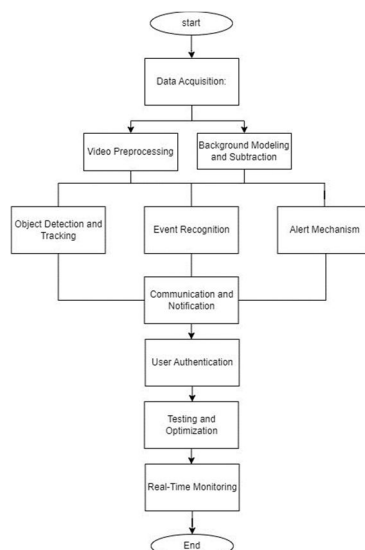 start
Data Acquisition:
Video Preprocessing
Background Modeling
and Subtraction
Object Detection and
Tracking
Event Recognition
Alert Mechanism
Communication and
Notification
User Authentication
Testing and
Optimization
Real-Time Monitoring
End